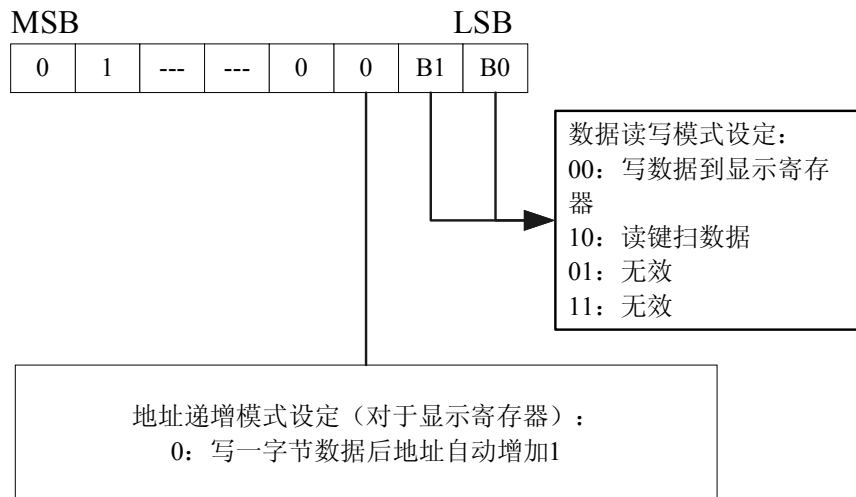 MSB LSB
0 1 --- --- 0 0 B1 B0
数据读写模式设定：
00：写数据到显示寄存
器
10：读键扫数据
01：无效
11：无效
地址递增模式设定（对于显示寄存器）：
0：写一字节数据后地址自动增加1